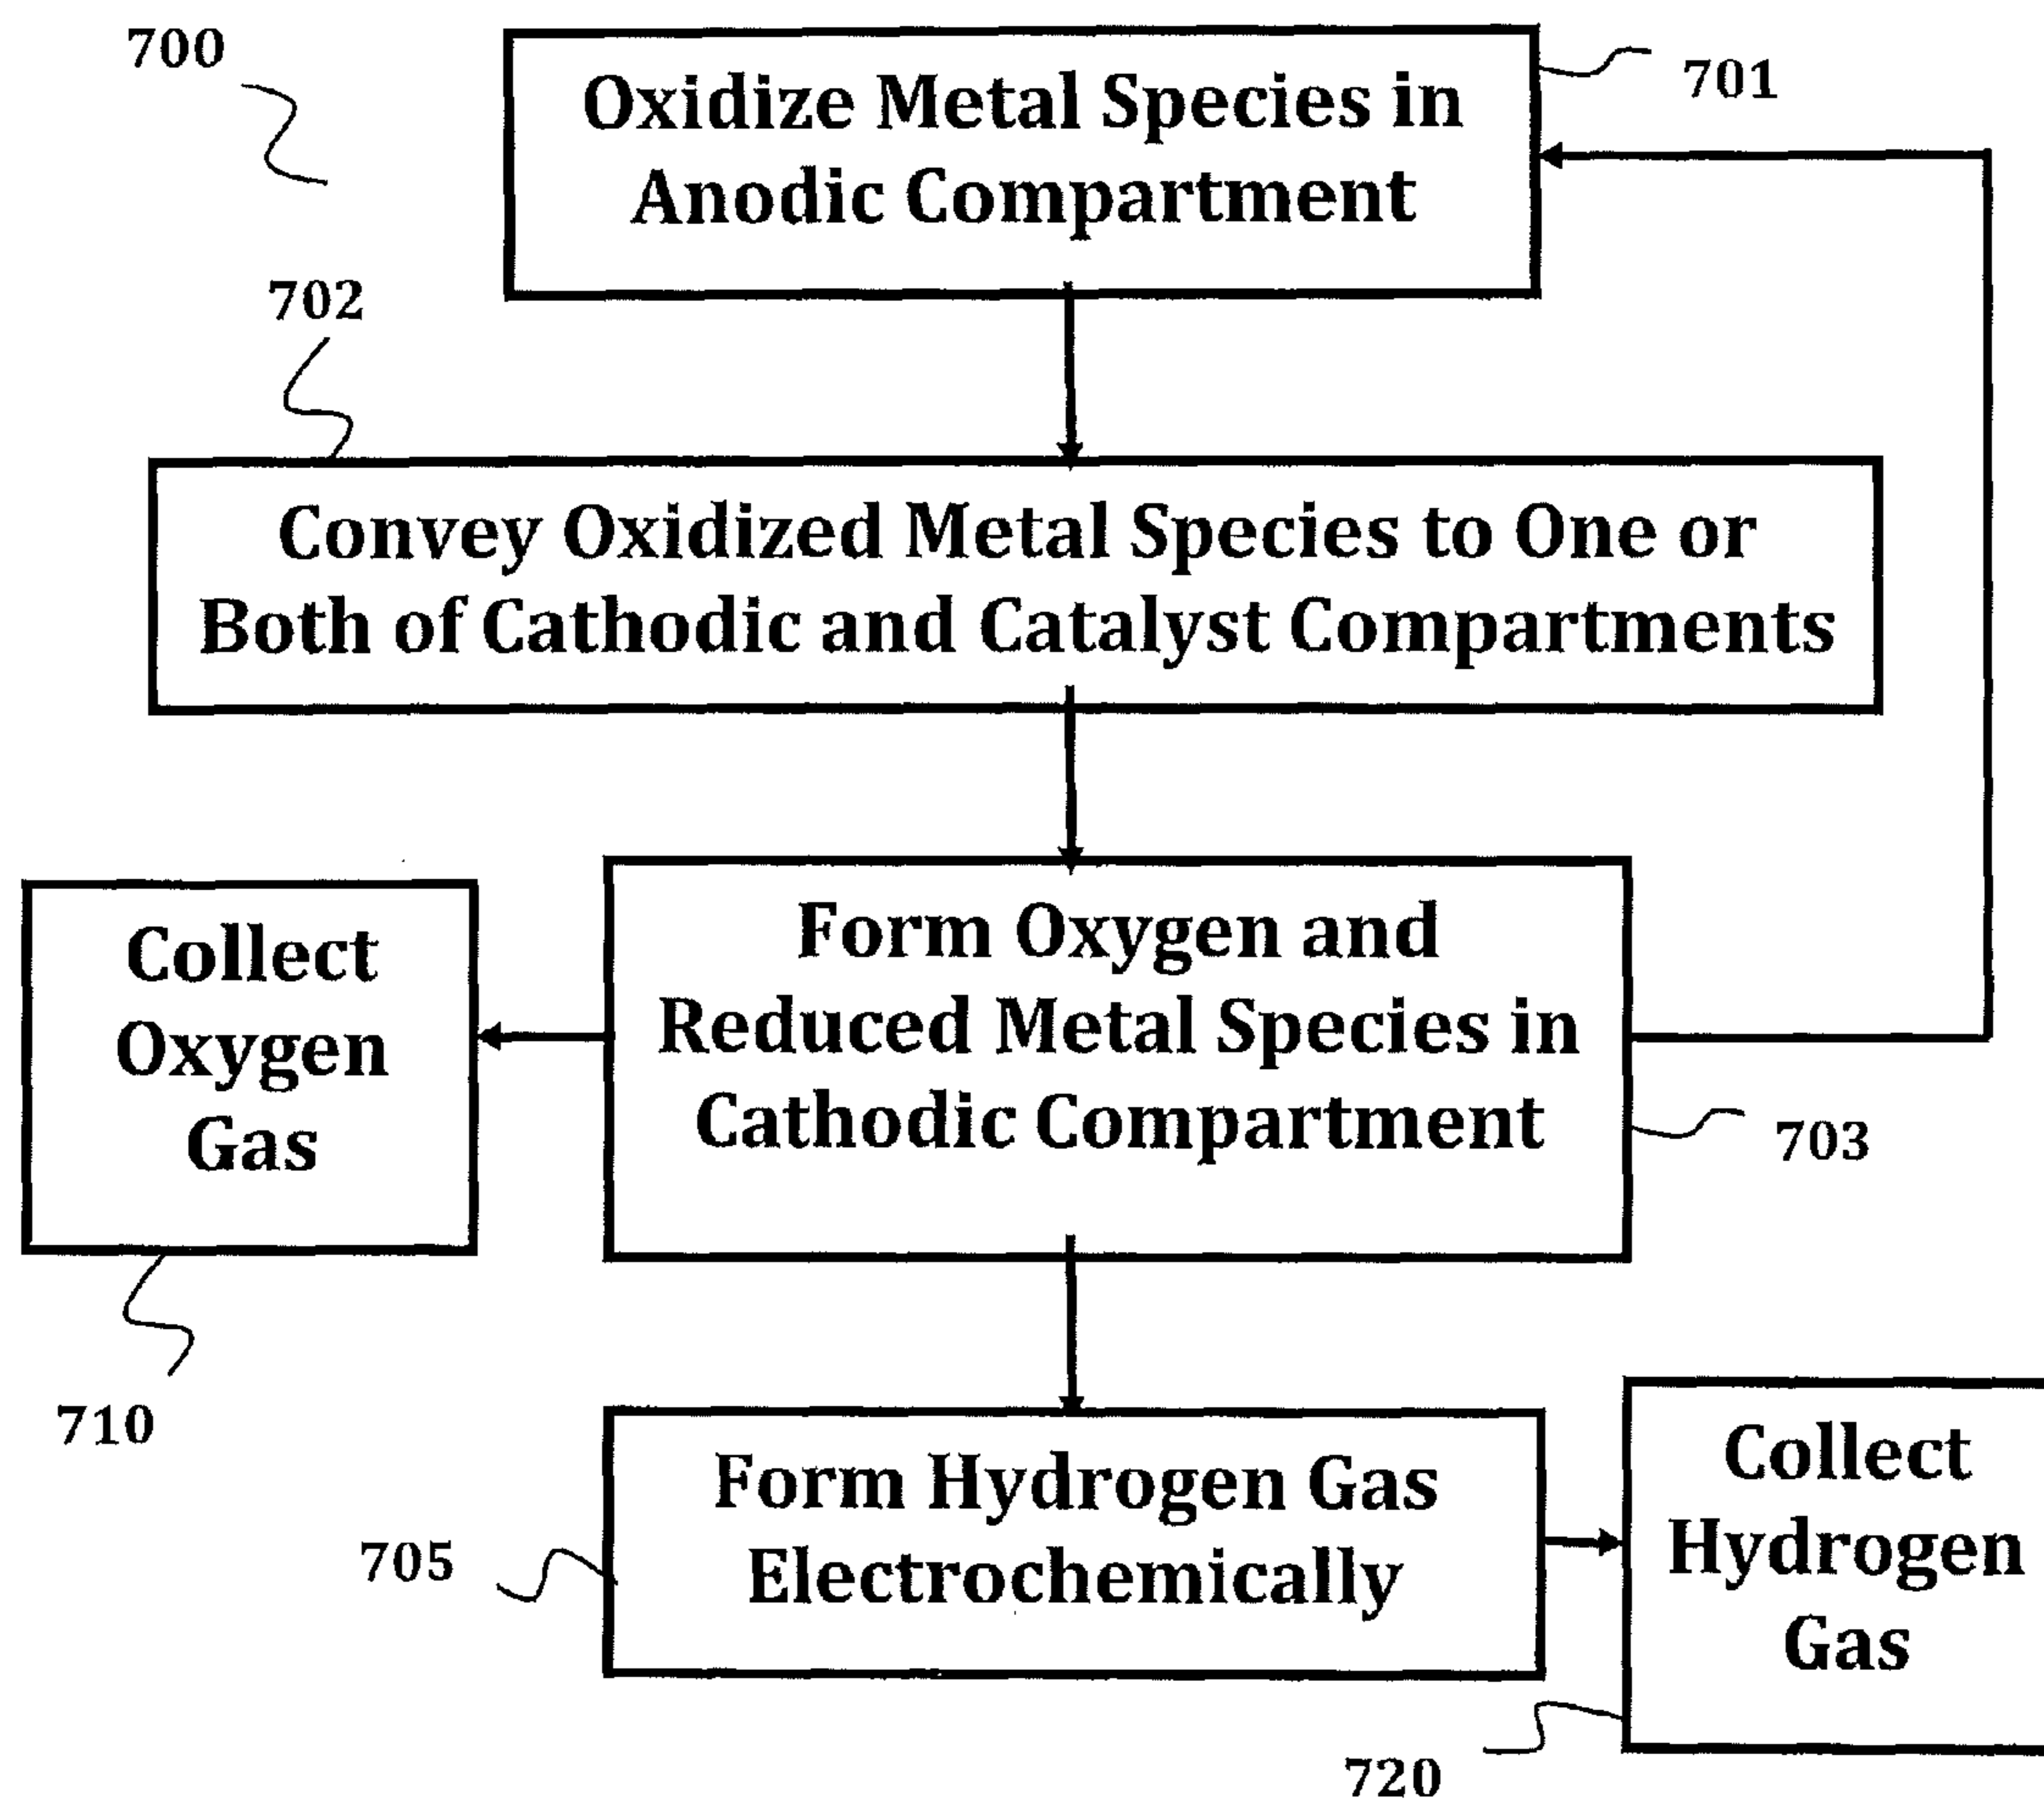 700
Oxidize Metal Species in
Anodic Compartment
701
702
Convey Oxidized Metal Species to One or
Both of Cathodic and Catalyst Compartments
Collect
Oxygen
Gas
710
Form Oxygen and
Reduced Metal Species in
Cathodic Compartment
703
Form Hydrogen Gas
Electrochemically
705
Collect
Hydrogen
Gas
720